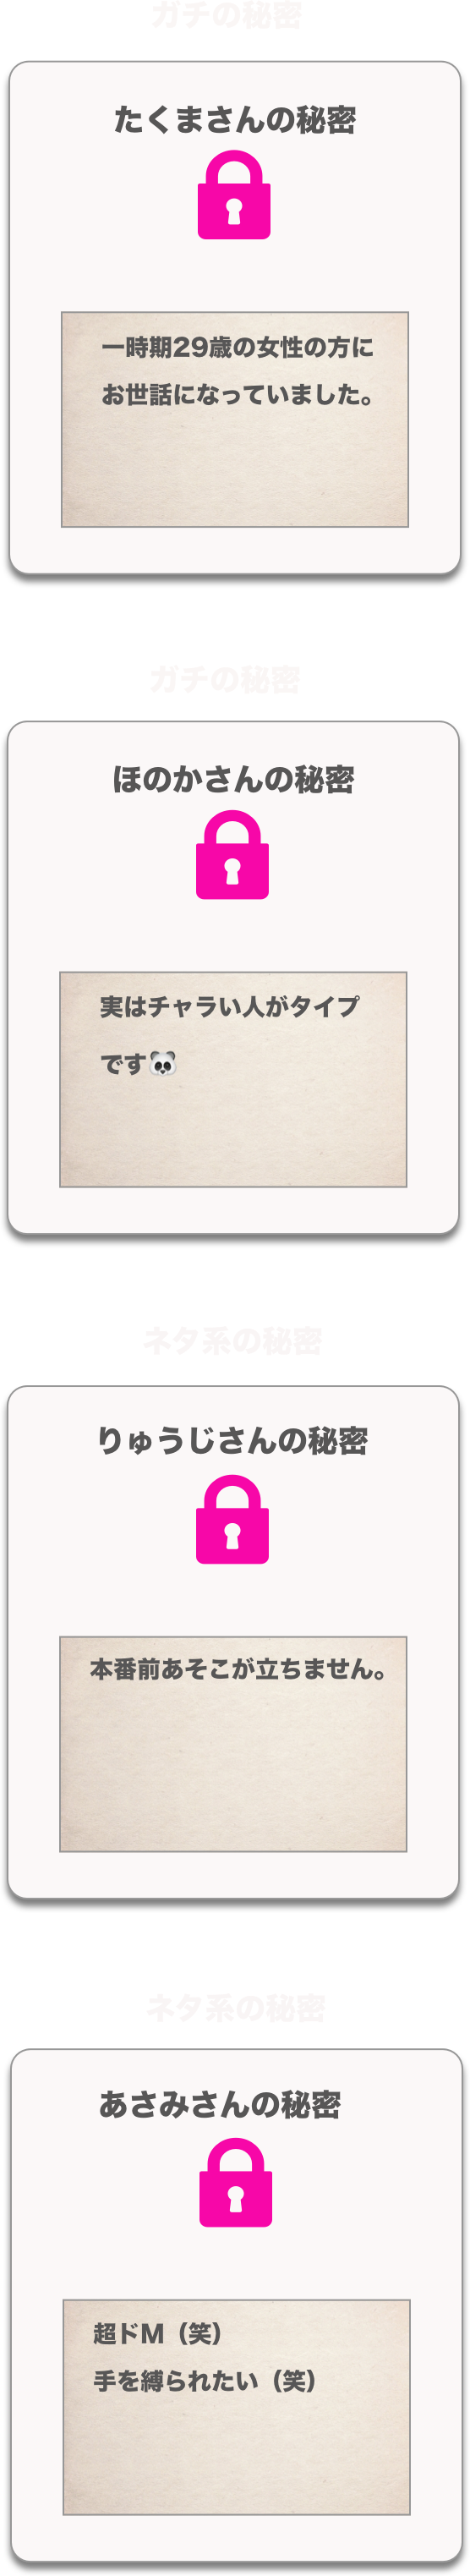 ガチの秘密
たくまさんの秘密
一時期29歳の女性の方に
お世話になっていました。
ガチの秘密
ほのかさんの秘密
実はチャラい人がタイプ
です🐼
ネタ系の秘密
りゅうじさんの秘密
本番前あそこが立ちません。
ネタ系の秘密
あさみさんの秘密
超ドM（笑）
手を縛られたい（笑）